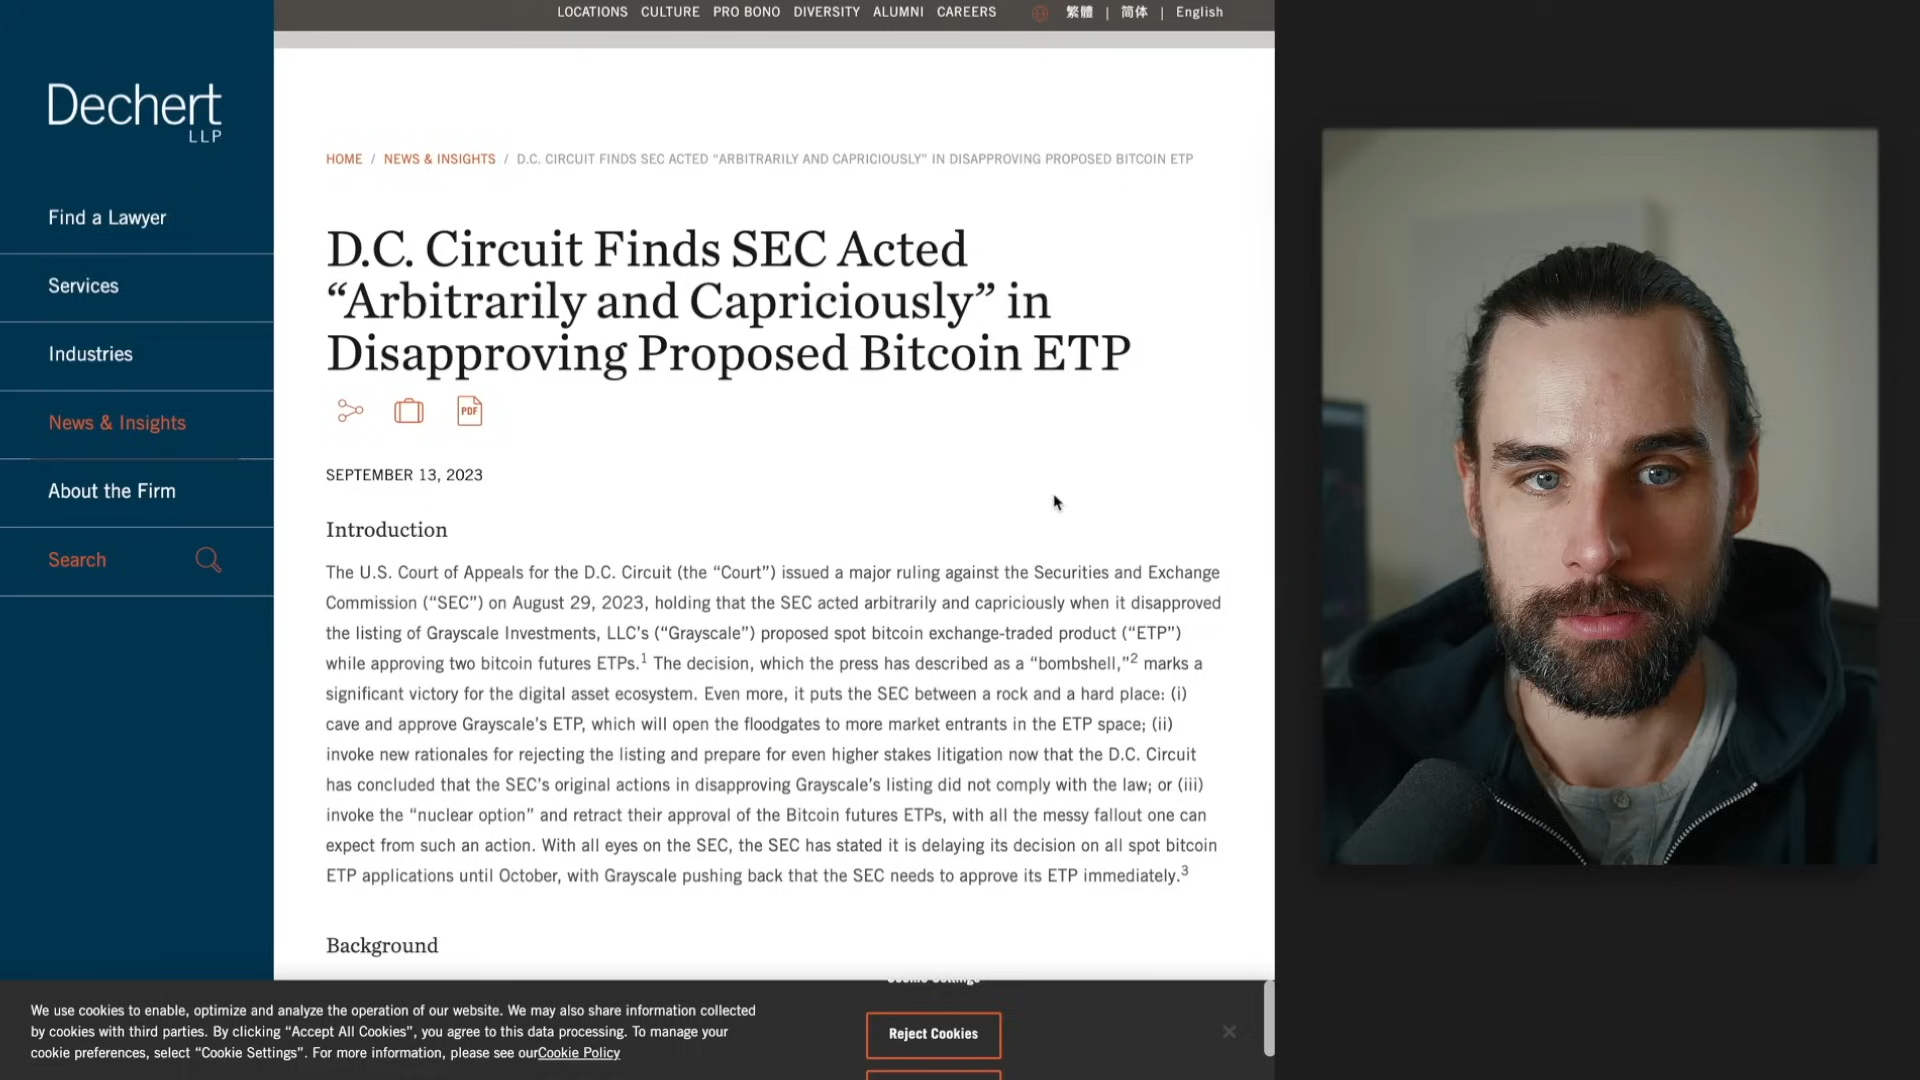 LOCATIONS CULTURE PRO BONO DIVERSITY ALUMNI CAREERS 繁體 | 简体 | English
Dechert
LLP
Find a Lawyer
Services
Industries
News & Insights
About the Firm
Search
HOME / NEWS & INSIGHTS / D.C. CIRCUIT FINDS SEC ACTED “ARBITRARILY AND CAPRICIOUSLY” IN DISAPPROVING PROPOSED BITCOIN ETP
D.C. Circuit Finds SEC Acted
“Arbitrarily and Capriciously” in
Disapproving Proposed Bitcoin ETP
PDF
SEPTEMBER 13, 2023
Introduction
The U.S. Court of Appeals for the D.C. Circuit (the “Court”) issued a major ruling against the Securities and Exchange
Commission (“SEC”) on August 29, 2023, holding that the SEC acted arbitrarily and capriciously when it disapproved
the listing of Grayscale Investments, LLC’s (“Grayscale”) proposed spot bitcoin exchange-traded product (“ETP”)
while approving two bitcoin futures ETPs.1 The decision, which the press has described as a “bombshell,”2 marks a
significant victory for the digital asset ecosystem. Even more, it puts the SEC between a rock and a hard place: (i)
cave and approve Grayscale’s ETP, which will open the floodgates to more market entrants in the ETP space; (ii)
invoke new rationales for rejecting the listing and prepare for even higher stakes litigation now that the D.C. Circuit
has concluded that the SEC’s original actions in disapproving Grayscale’s listing did not comply with the law; or (iii)
invoke the “nuclear option” and retract their approval of the Bitcoin futures ETPs, with all the messy fallout one can
expect from such an action. With all eyes on the SEC, the SEC has stated it is delaying its decision on all spot bitcoin
ETP applications until October, with Grayscale pushing back that the SEC needs to approve its ETP immediately.3
Background
We use cookies to enable, optimize and analyze the operation of our website. We may also share information collected
by cookies with third parties. By clicking “Accept All Cookies”, you agree to this data processing. To manage your
cookie preferences, select “Cookie Settings”. For more information, please see ourCookie Policy
Cookie Settings
Reject Cookies